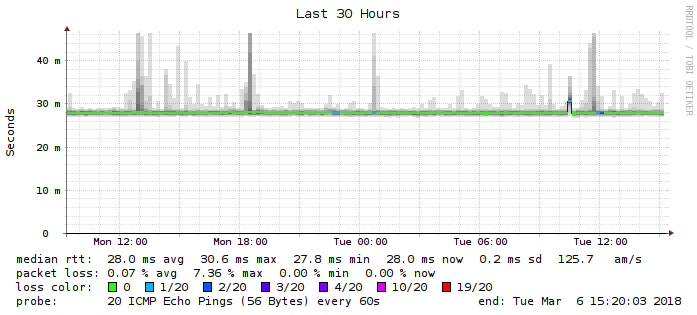 Last 30 Hours
RRDTOOL / TOBI OETIKER
Seconds
40 m
30 m
20 m
10 m
0
Mon 12:00 Mon 18:00 Tue 00:00 Tue 06:00 Tue 12:00
median rtt: 28.0 ms avg 30.6 ms max 27.8 ms min 28.0 ms now 0.2 ms sd 125.7 am/s
packet loss: 0.07 % avg 7.36 % max 0.00 % min 0.00 % now
loss color: 0 1/20 2/20 3/20 4/20 10/20 19/20
probe: 20 ICMP Echo Pings (56 Bytes) every 60s end: Tue Mar 6 15:20:03 2018